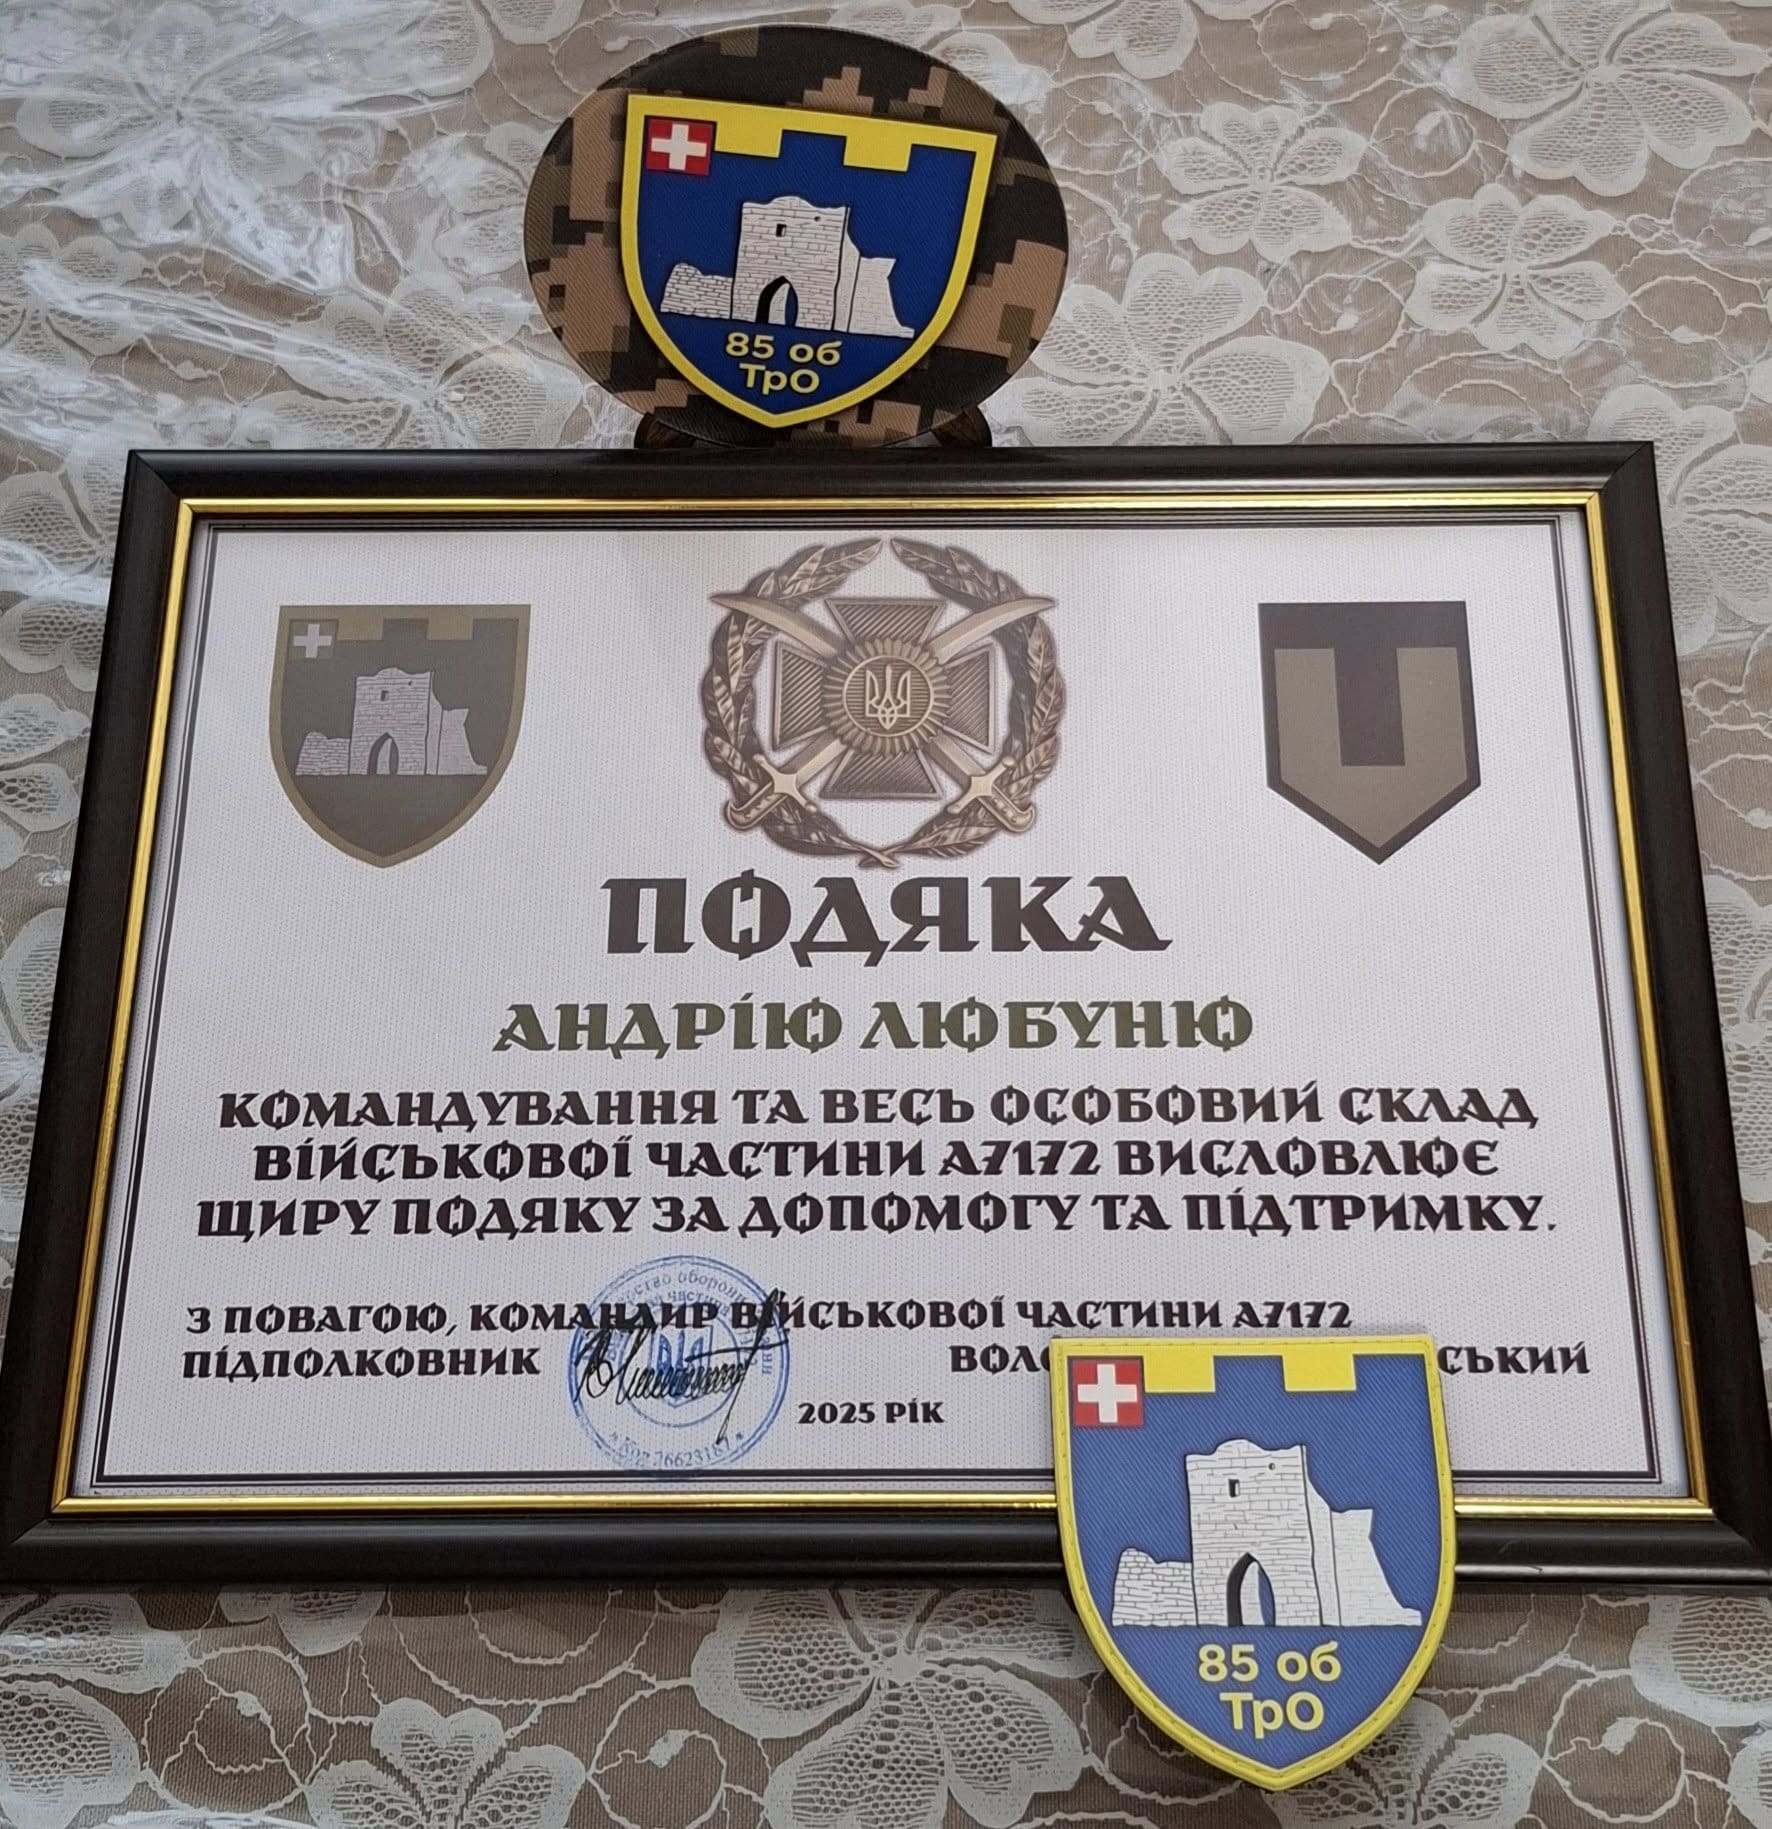 85 об
ТрО
ПОДЯКА
АНДРІЮ ЛЮБУНЮ
КОМАНДУВАННЯ ТА ВЕСЬ ОСОБОВИЙ СКЛАД
ВІЙСЬКОВОЇ ЧАСТИНИ А7172 ВИСЛОВЛЮЄ
ЩИРУ ПОДЯКУ ЗА ДОПОМОГУ ТА ПІДТРИМКУ.
З ПОВАГОЮ, КОМАНДИР ВІЙСЬКОВОЇ ЧАСТИНИ А7172
ПІДПОЛКОВНИК
2025 РІК
85 об
ТрО